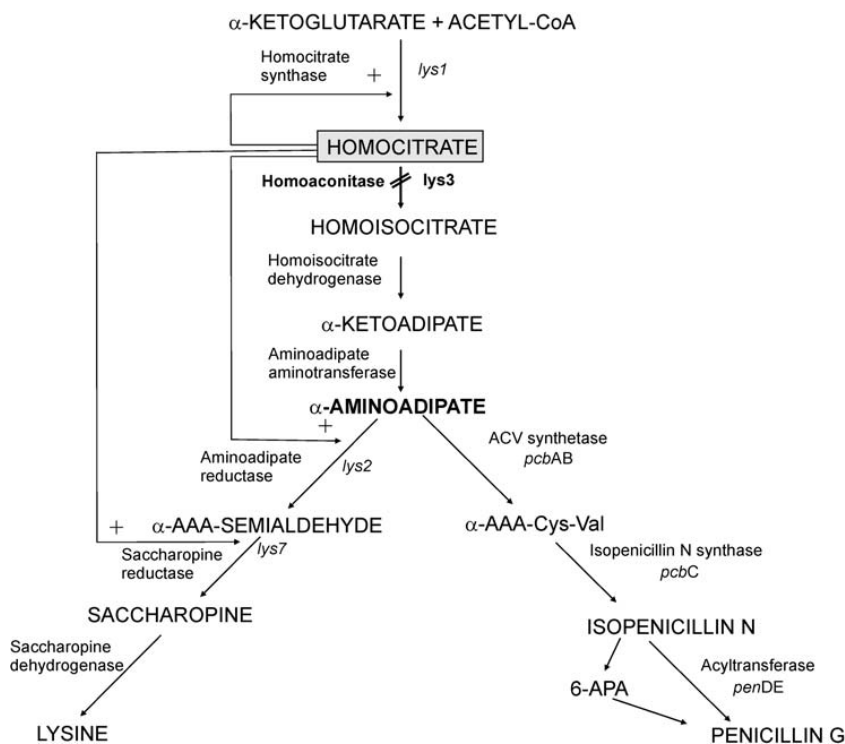 α-KETOGLUTARATE + ACETYL-CoA
Homocitrate
synthase
+
lys1
HOMOCITRATE
Homoaconitase
lys3
HOMOISOCITRATE
Homoisocitrate
dehydrogenase
α-KETOADIPATE
Aminoadipate
aminotransferase
α-AMINOADIPATE
+
Aminoadipate
reductase
lys2
ACV synthetase
pcbAB
+
α-AAA-SEMIALDEHYDE
α-AAA-Cys-Val
Saccharopine
reductase
lys7
Isopenicillin N synthase
pcbC
SACCHAROPINE
ISOPENICILLIN N
Saccharopine
dehydrogenase
6-APA
Acyltransferase
penDE
LYSINE
PENICILLIN G